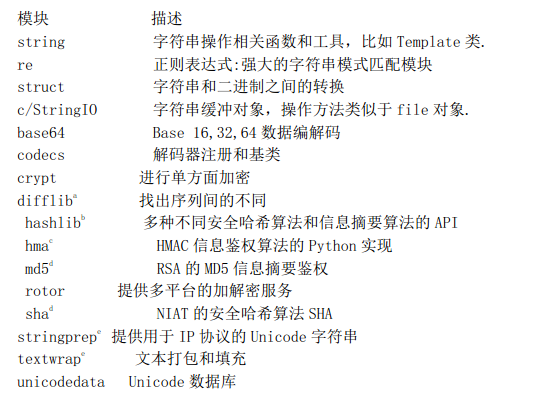 模块 描述
string 字符串操作相关函数和工具，比如 Template 类.
re 正则表达式:强大的字符串模式匹配模块
struct 字符串和二进制之间的转换
c/StringIO 字符串缓冲对象，操作方法类似于 file 对象.
base64 Base 16,32,64 数据编解码
codecs 解码器注册和基类
crypt 进行单方面加密
difflibᵃ 找出序列间的不同
hashlibᵇ 多种不同安全哈希算法和信息摘要算法的 API
hmaᶜ HMAC 信息鉴权算法的 Python 实现
md5ᵈ RSA 的 MD5 信息摘要鉴权
rotor 提供多平台的加解密服务
shaᵈ NIAT 的安全哈希算法 SHA
stringprepᵉ 提供用于 IP 协议的 Unicode 字符串
textwrapᵉ 文本打包和填充
unicodedata Unicode 数据库